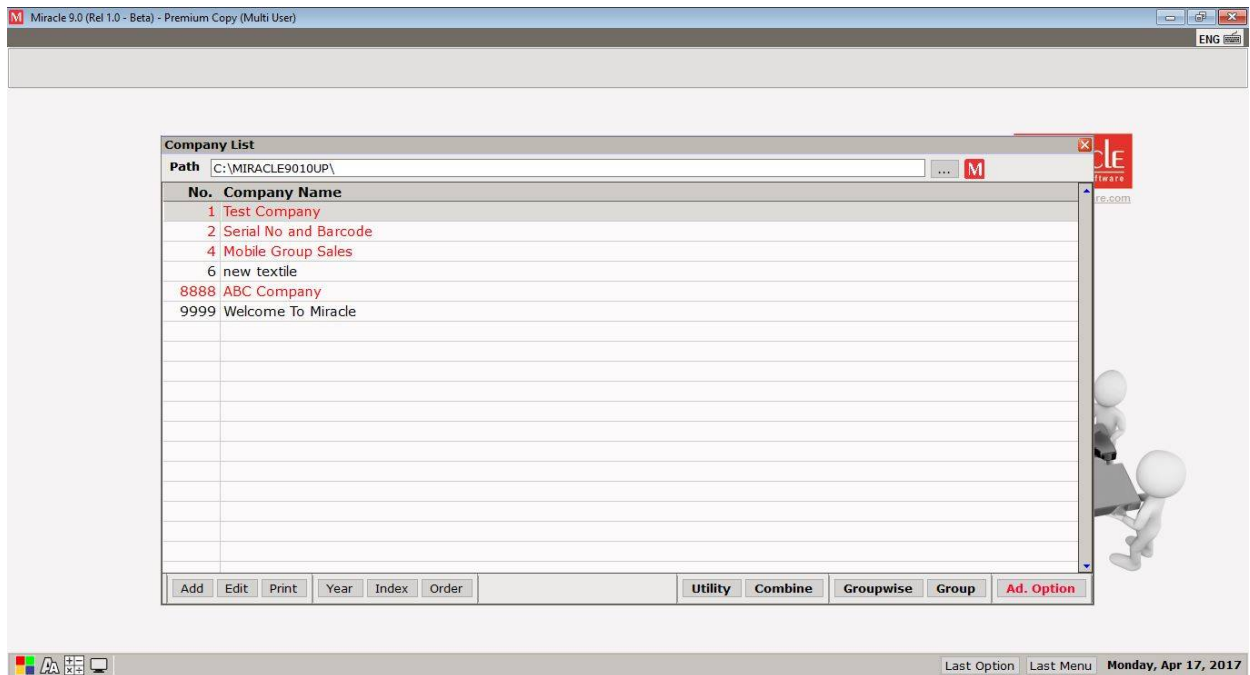 M Miracle 9.0 (Rel 1.0 - Beta) - Premium Copy (Multi User)
ENG
Company List
Path C:\MIRACLE9010UP\ ... M
No. Company Name
1 Test Company
2 Serial No and Barcode
4 Mobile Group Sales
6 new textile
8888 ABC Company
9999 Welcome To Miracle
Add Edit Print Year Index Order Utility Combine Groupwise Group Ad. Option
Last Option Last Menu Monday, Apr 17, 2017